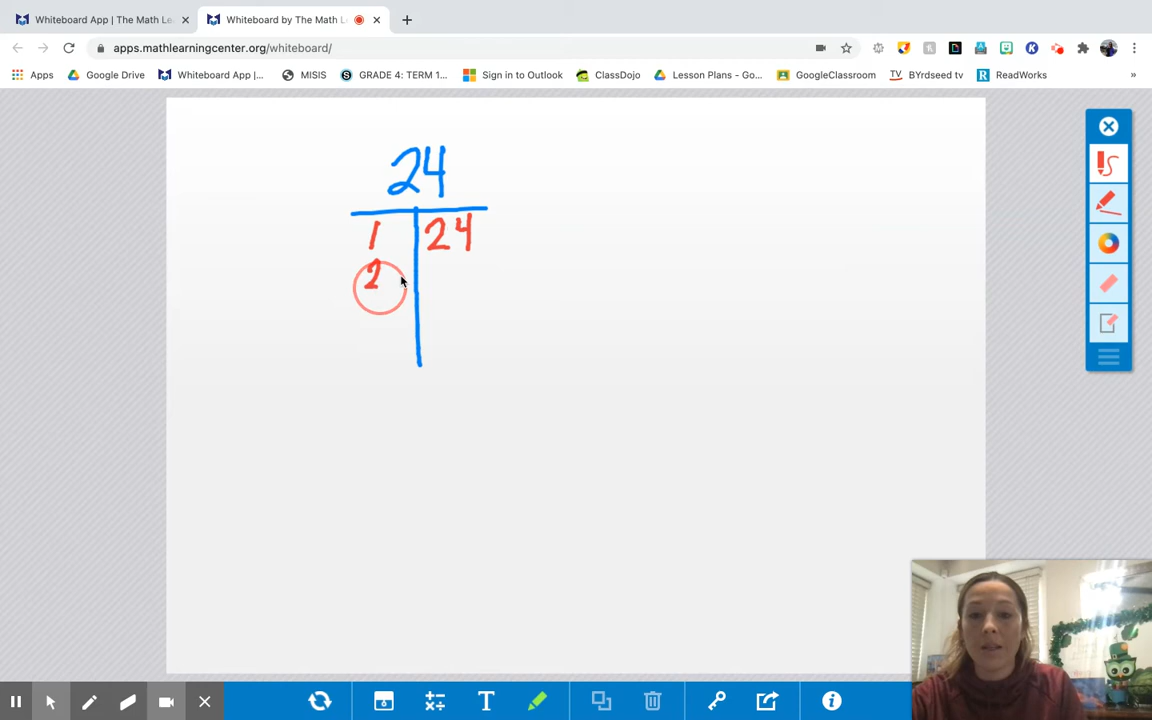 Whiteboard App | The Math Le
Whiteboard by The Math L
apps.mathlearningcenter.org/whiteboard/
Apps
Google Drive
Whiteboard App |...
MISIS
GRADE 4: TERM 1...
Sign in to Outlook
ClassDojo
Lesson Plans - Go...
GoogleClassroom
TV BYrdseed tv
R ReadWorks
»
24
1 24
2
T